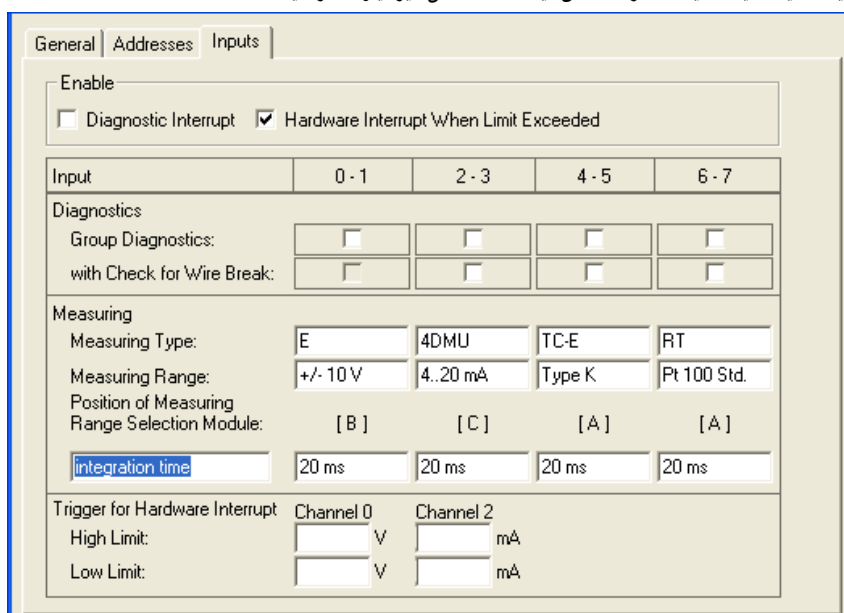 General Addresses Inputs
Enable
Diagnostic Interrupt Hardware Interrupt When Limit Exceeded
Input 0 - 1 2 - 3 4 - 5 6 - 7
Diagnostics
Group Diagnostics:
with Check for Wire Break:
Measuring
Measuring Type: E 4DMU TC-E RT
Measuring Range: +/- 10 V 4..20 mA Type K Pt 100 Std.
Position of Measuring
Range Selection Module: [ B ] [ C ] [ A ] [ A ]
integration time 20 ms 20 ms 20 ms 20 ms
Trigger for Hardware Interrupt Channel 0 Channel 2
High Limit: V mA
Low Limit: V mA